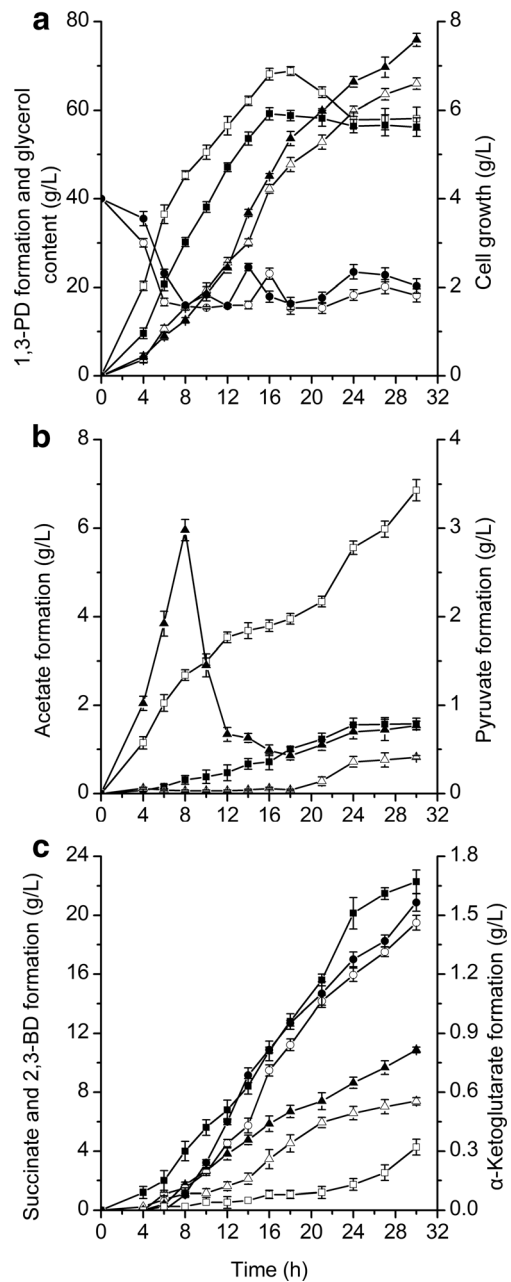 a
80
60
40
20
0
8
6
4
2
0
0 4 8 12 16 20 24 28 32
1,3-PD formation and glycerol
content (g/L)
Cell growth (g/L)
b
8
6
4
2
0
4
3
2
1
0
0 4 8 12 16 20 24 28 32
Acetate formation (g/L)
Pyruvate formation (g/L)
c
24
21
18
14
12
8
4
0
1.8
1.5
1.2
0.9
0.6
0.3
0.0
0 4 8 12 16 20 24 28 32
Succinate and 2,3-BD formation (g/L)
α-Ketoglutarate formation (g/L)
Time (h)